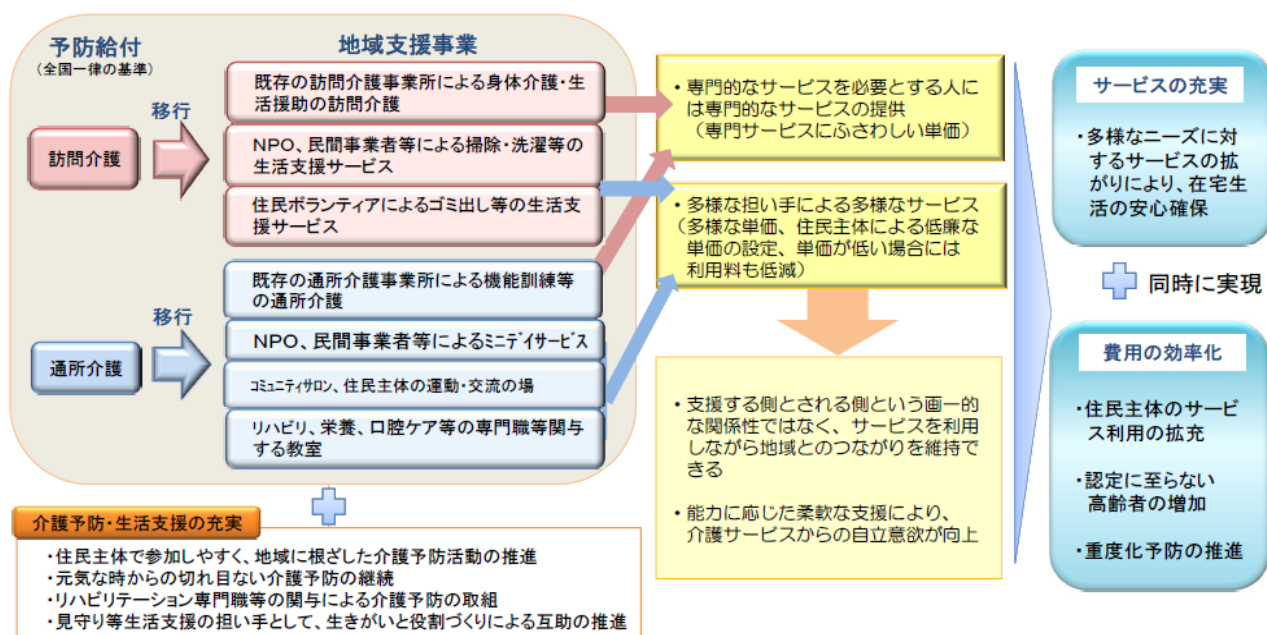 予防給付
(全国一律の基準)
地域支援事業
移行
訪問介護
既存の訪問介護事業所による身体介護・生
活援助の訪問介護
NPO、民間事業者等による掃除・洗濯等の
生活支援サービス
住民ボランティアによるゴミ出し等の生活支
援サービス
移行
通所介護
既存の通所介護事業所による機能訓練等
の通所介護
NPO、民間事業者等によるミニデイサービス
コミュニティサロン、住民主体の運動・交流の場
リハビリ、栄養、口腔ケア等の専門職等関与
する教室
介護予防・生活支援の充実
・住民主体で参加しやすく、地域に根ざした介護予防活動の推進
・元気な時からの切れ目ない介護予防の継続
・リハビリテーション専門職等の関与による介護予防の取組
・見守り等生活支援の担い手として、生きがいと役割づくりによる互助の推進
・専門的なサービスを必要とする人に
は専門的なサービスの提供
(専門サービスにふさわしい単価)
・多様な担い手による多様なサービス
(多様な単価、住民主体による低廉な
単価の設定、単価が低い場合には
利用料も低減)
・支援する側とされる側という画一的
な関係性ではなく、サービスを利用
しながら地域とのつながりを維持で
きる
・能力に応じた柔軟な支援により、
介護サービスからの自立意欲が向上
サービスの充実
・多様なニーズに対
するサービスの拡
がりにより、在宅生
活の安心確保
同時に実現
費用の効率化
・住民主体のサービ
ス利用の拡充
・認定に至らない
高齢者の増加
・重度化予防の推進